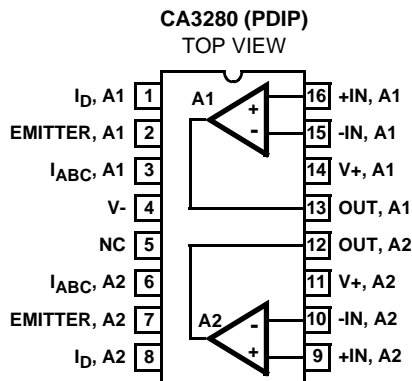 CA3280 (PDIP)
TOP VIEW
I_D, A1 1 16 +IN, A1
A1
+
EMITTER, A1 2 15 -IN, A1
-
I_ABC, A1 3 14 V+, A1
V- 4 13 OUT, A1
NC 5 12 OUT, A2
I_ABC, A2 6 11 V+, A2
EMITTER, A2 7 10 -IN, A2
A2
-
I_D, A2 8 9 +IN, A2
+